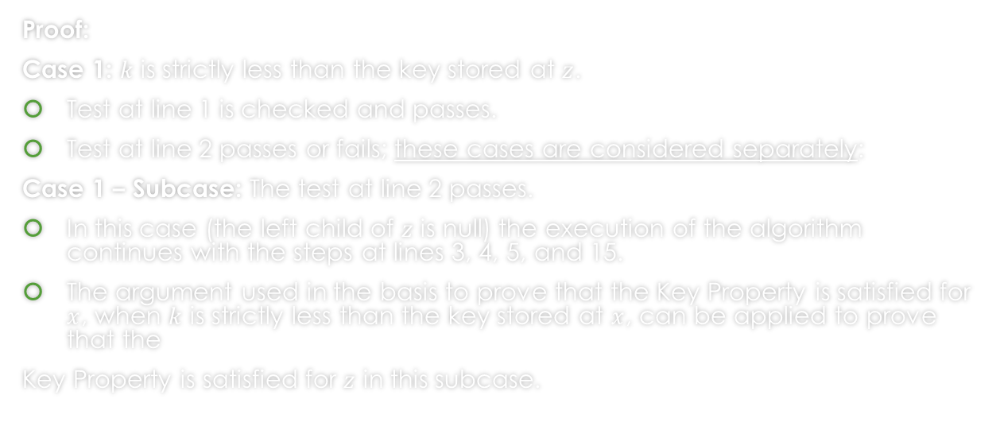 Proof:
Case 1: k is strictly less than the key stored at z.
Test at line 1 is checked and passes.
Test at line 2 passes or fails; these cases are considered separately:
Case 1 – Subcase: The test at line 2 passes.
In this case (the left child of z is null) the execution of the algorithm
continues with the steps at lines 3, 4, 5, and 15.
The argument used in the basis to prove that the Key Property is satisfied for
x, when k is strictly less than the key stored at x, can be applied to prove
that the
Key Property is satisfied for z in this subcase.